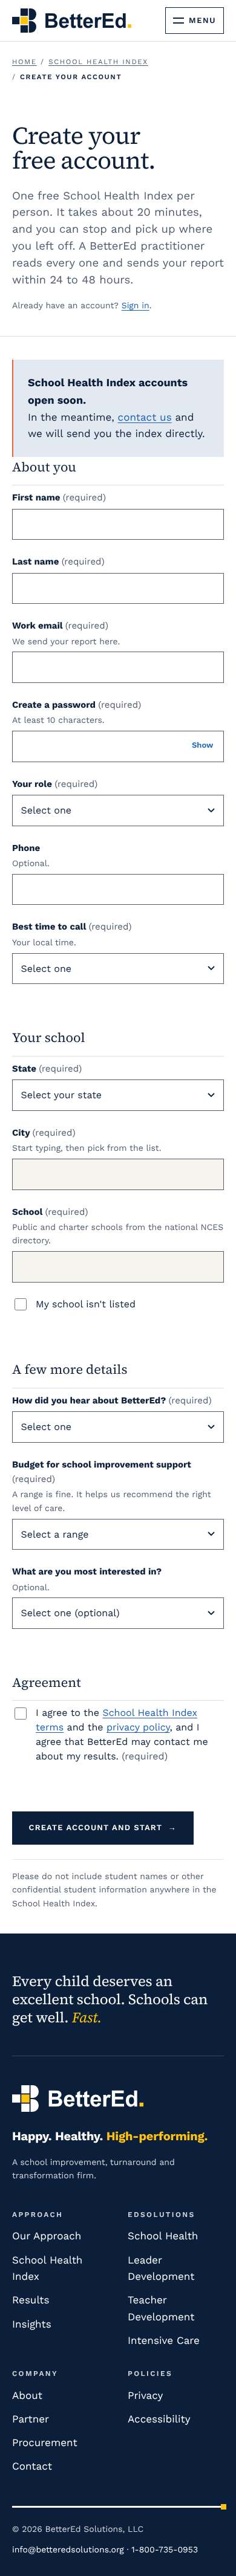 BetterEd.
MENU
HOME / SCHOOL HEALTH INDEX
/ CREATE YOUR ACCOUNT
Create your
free account.
One free School Health Index per
person. It takes about 20 minutes,
and you can stop and pick up where
you left off. A BetterEd practitioner
reads every one and sends your report
within 24 to 48 hours.
Already have an account? Sign in.
School Health Index accounts
open soon.
In the meantime, contact us and
we will send you the index directly.
About you
First name (required)
Last name (required)
Work email (required)
We send your report here.
Create a password (required)
At least 10 characters.
Show
Your role (required)
Select one
Phone
Optional.
Best time to call (required)
Your local time.
Select one
Your school
State (required)
Select your state
City (required)
Start typing, then pick from the list.
School (required)
Public and charter schools from the national NCES
directory.
My school isn't listed
A few more details
How did you hear about BetterEd? (required)
Select one
Budget for school improvement support
(required)
A range is fine. It helps us recommend the right
level of care.
Select a range
What are you most interested in?
Optional.
Select one (optional)
Agreement
I agree to the School Health Index
terms and the privacy policy, and I
agree that BetterEd may contact me
about my results. (required)
CREATE ACCOUNT AND START →
Please do not include student names or other
confidential student information anywhere in the
School Health Index.
Every child deserves an
excellent school. Schools can
get well. Fast.
BetterEd.
Happy. Healthy. High-performing.
A school improvement, turnaround and
transformation firm.
APPROACH
Our Approach
School Health
Index
Results
Insights
EDSOLUTIONS
School Health
Leader
Development
Teacher
Development
Intensive Care
COMPANY
About
Partner
Procurement
Contact
POLICIES
Privacy
Accessibility
© 2026 BetterEd Solutions, LLC
info@betteredsolutions.org · 1-800-735-0953